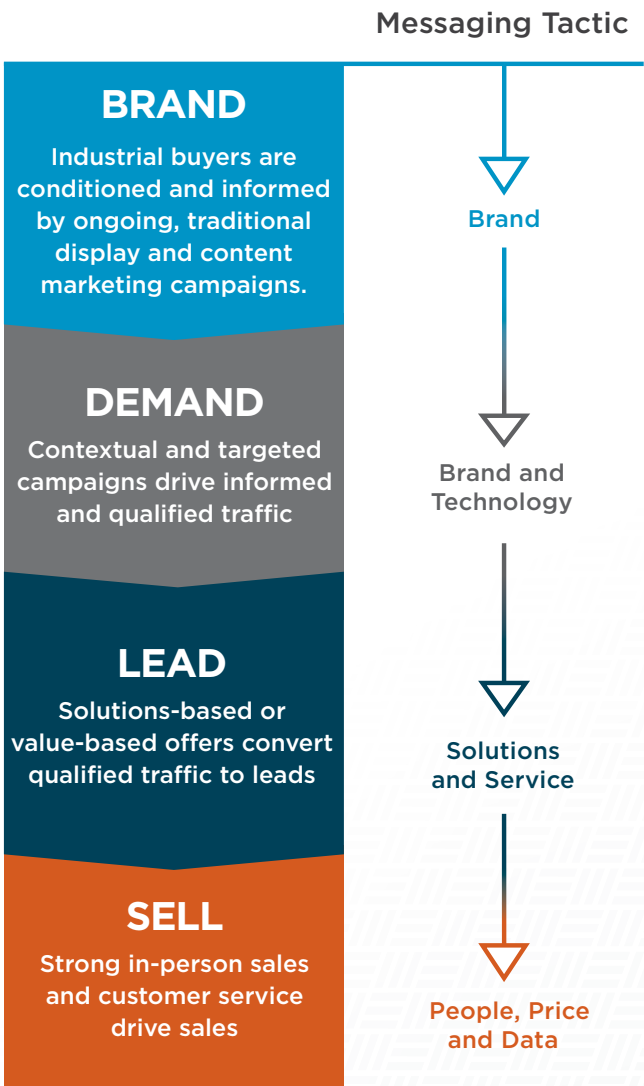 Messaging Tactic
BRAND
Industrial buyers are
conditioned and informed
by ongoing, traditional
display and content
marketing campaigns.
Brand
DEMAND
Contextual and targeted
campaigns drive informed
and qualified traffic
Brand and
Technology
LEAD
Solutions-based or
value-based offers convert
qualified traffic to leads
Solutions
and Service
SELL
Strong in-person sales
and customer service
drive sales
People, Price
and Data